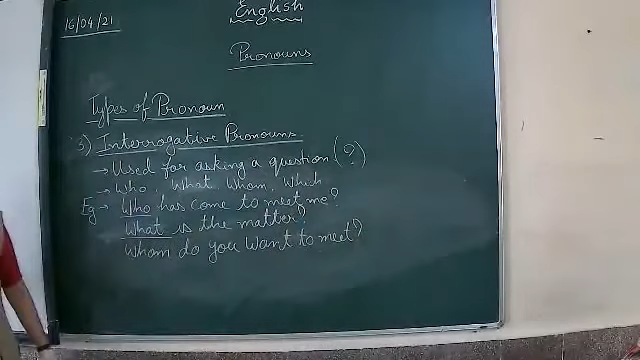 16/04/21
English
Pronouns
Types of Pronoun
3) Interrogative Pronouns
→ Used for asking a question (?)
→ Who, What, Whom, Which
Eg → Who has come to meet me?
What is the matter?
Whom do you want to meet?